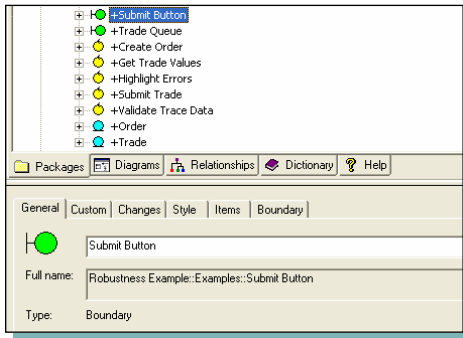 +Submit Button
+Trade Queue
+Create Order
+Get Trade Values
+Highlight Errors
+Submit Trade
+Validate Trace Data
+Order
+Trade
Packages Diagrams Relationships Dictionary Help
General Custom Changes Style Items Boundary
Submit Button
Full name: Robustness Example::Examples::Submit Button
Type: Boundary